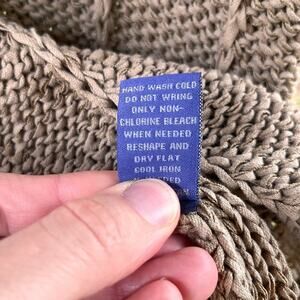 HAND WASH COLD
DO NOT WRING
ONLY NON-
CHLORINE BLEACH
WHEN NEEDED
RESHAPE AND
DRY FLAT
COOL IRON